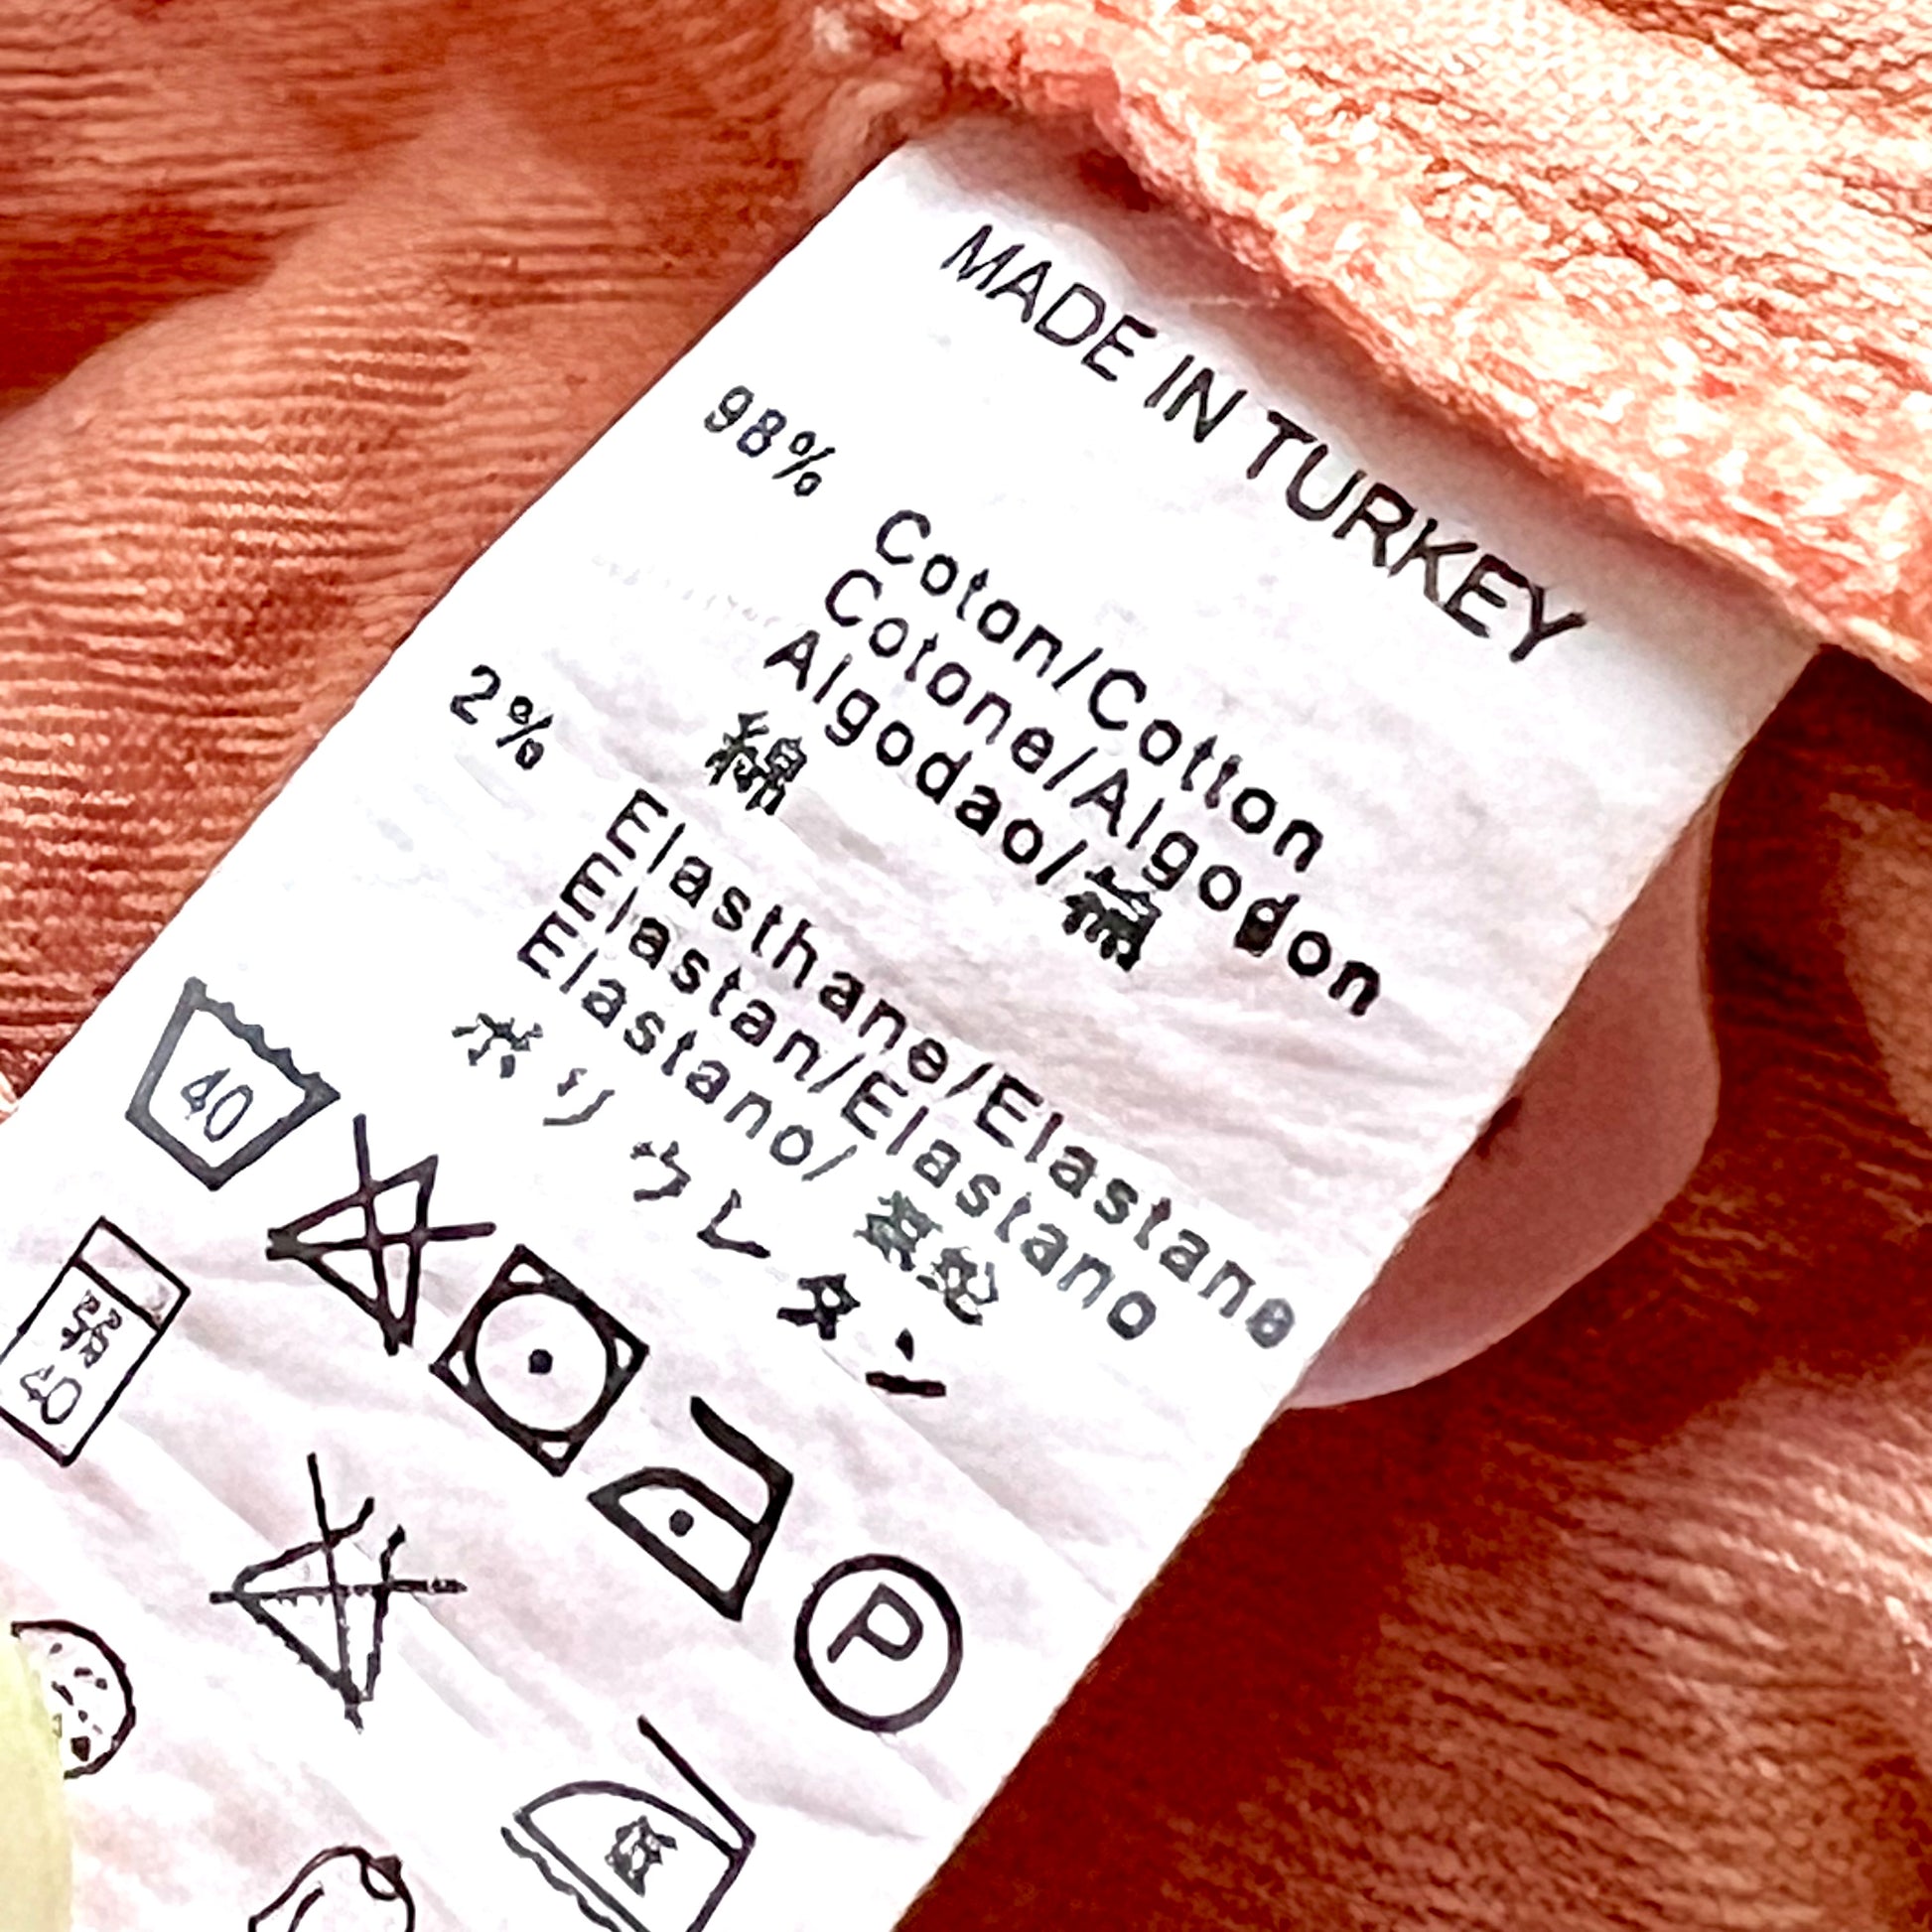 MADE IN TURKEY
98% Coton/Cotton
Cotone/Algodon
Algodao/棉
綿
2% Elasthane/Elastane
Elastan/Elastano
Elastano/
ポリウレタン
40
P
40